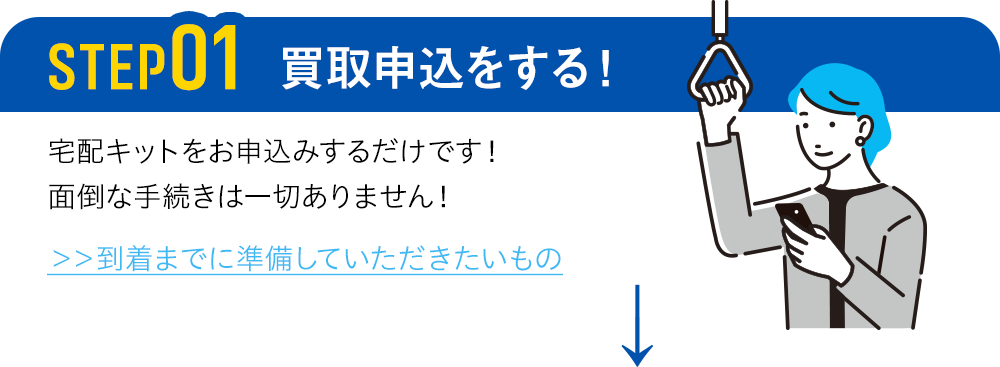 STEP01 買取申込をする！
宅配キットをお申込みするだけです！
面倒な手続きは一切ありません！
>>到着までに準備していただきたいもの